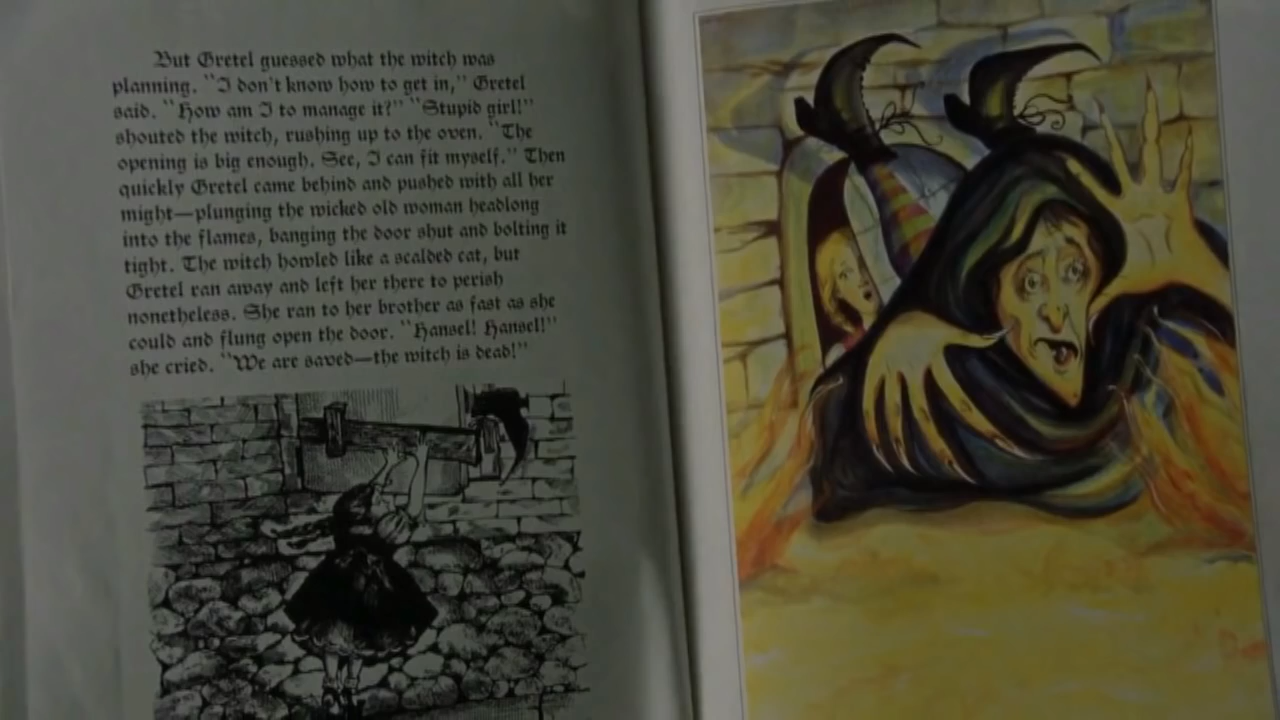 But Gretel guessed what the witch was
planning. "I don't know how to get in," Gretel
said. "How am I to manage it?" "Stupid girl!"
shouted the witch, rushing up to the oven. "The
opening is big enough. See, I can fit myself." Then
quickly Gretel came behind and pushed with all her
might—plunging the wicked old woman headlong
into the flames, banging the door shut and bolting it
tight. The witch howled like a scalded cat, but
Gretel ran away and left her there to perish
nonetheless. She ran to her brother as fast as she
could and flung open the door. "Hansel! Hansel!"
she cried. "We are saved—the witch is dead!"